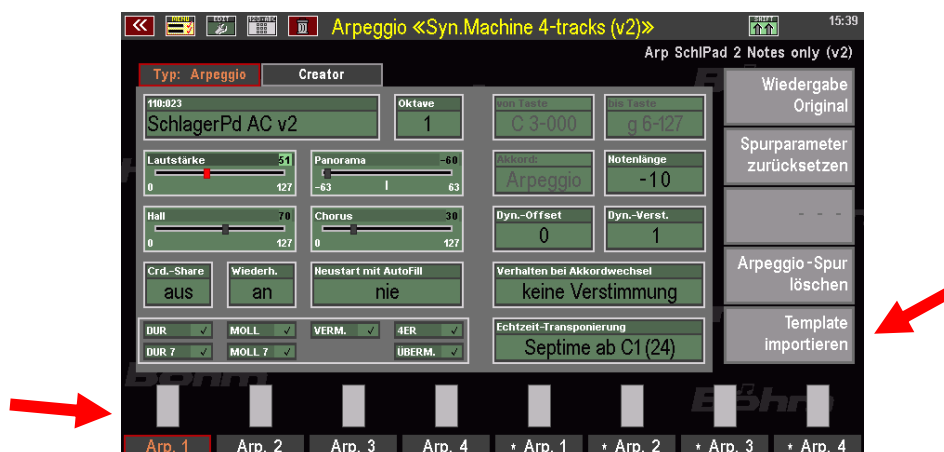 MENU
EDIT
Arpeggio «Syn.Machine 4-tracks (v2)»
SHIFT
15:39
Arp SchlPad 2 Notes only (v2)
Typ: Arpeggio
Creator
110:023
SchlagerPd AC v2
Oktave
1
von Taste
C 3-000
bis Taste
g 6-127
Lautstärke 51
0 127
Panorama -60
-63 63
Akkord:
Arpeggio
Notenlänge
-10
Hall 70
0 127
Chorus 30
0 127
Dyn.-Offset
0
Dyn.-Verst.
1
Crd.-Share
aus
Wiederh.
an
Neustart mit AutoFill
nie
Verhalten bei Akkordwechsel
keine Verstimmung
DUR ✓ MOLL ✓ VERM. ✓ 4ER ✓
DUR 7 ✓ MOLL 7 ✓ ÜBERM. ✓
Echtzeit-Transponierung
Septime ab C1 (24)
Wiedergabe
Original
Spurparameter
zurücksetzen
- - -
Arpeggio-Spur
löschen
Template
importieren
Böhm
Böhm
Arp. 1 Arp. 2 Arp. 3 Arp. 4 * Arp. 1 * Arp. 2 * Arp. 3 * Arp. 4